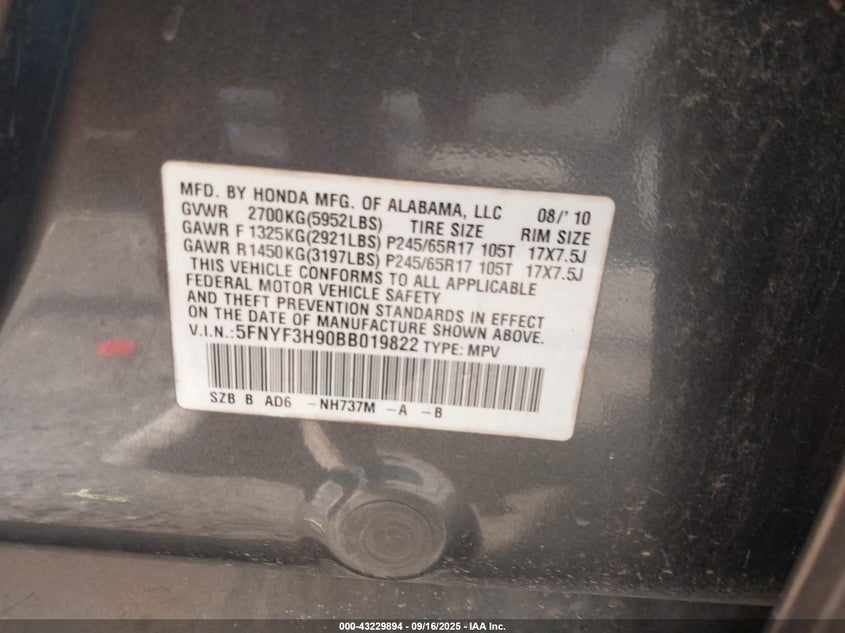 MFD. BY HONDA MFG. OF ALABAMA, LLC 08/'10
GVWR 2700KG(5952LBS) TIRE SIZE RIM SIZE
GAWR F 1325KG(2921LBS) P245/65R17 105T 17X7.5J
GAWR R1450KG(3197LBS) P245/65R17 105T 17X7.5J
THIS VEHICLE CONFORMS TO ALL APPLICABLE
FEDERAL MOTOR VEHICLE SAFETY
AND THEFT PREVENTION STANDARDS IN EFFECT
ON THE DATE OF MANUFACTURE SHOWN ABOVE.
V.I.N.:5FNYF3H90BB019822 TYPE: MPV
SZB B AD6 -NH737M -A -B
000-43229894 - 09/16/2025 - IAA Inc.